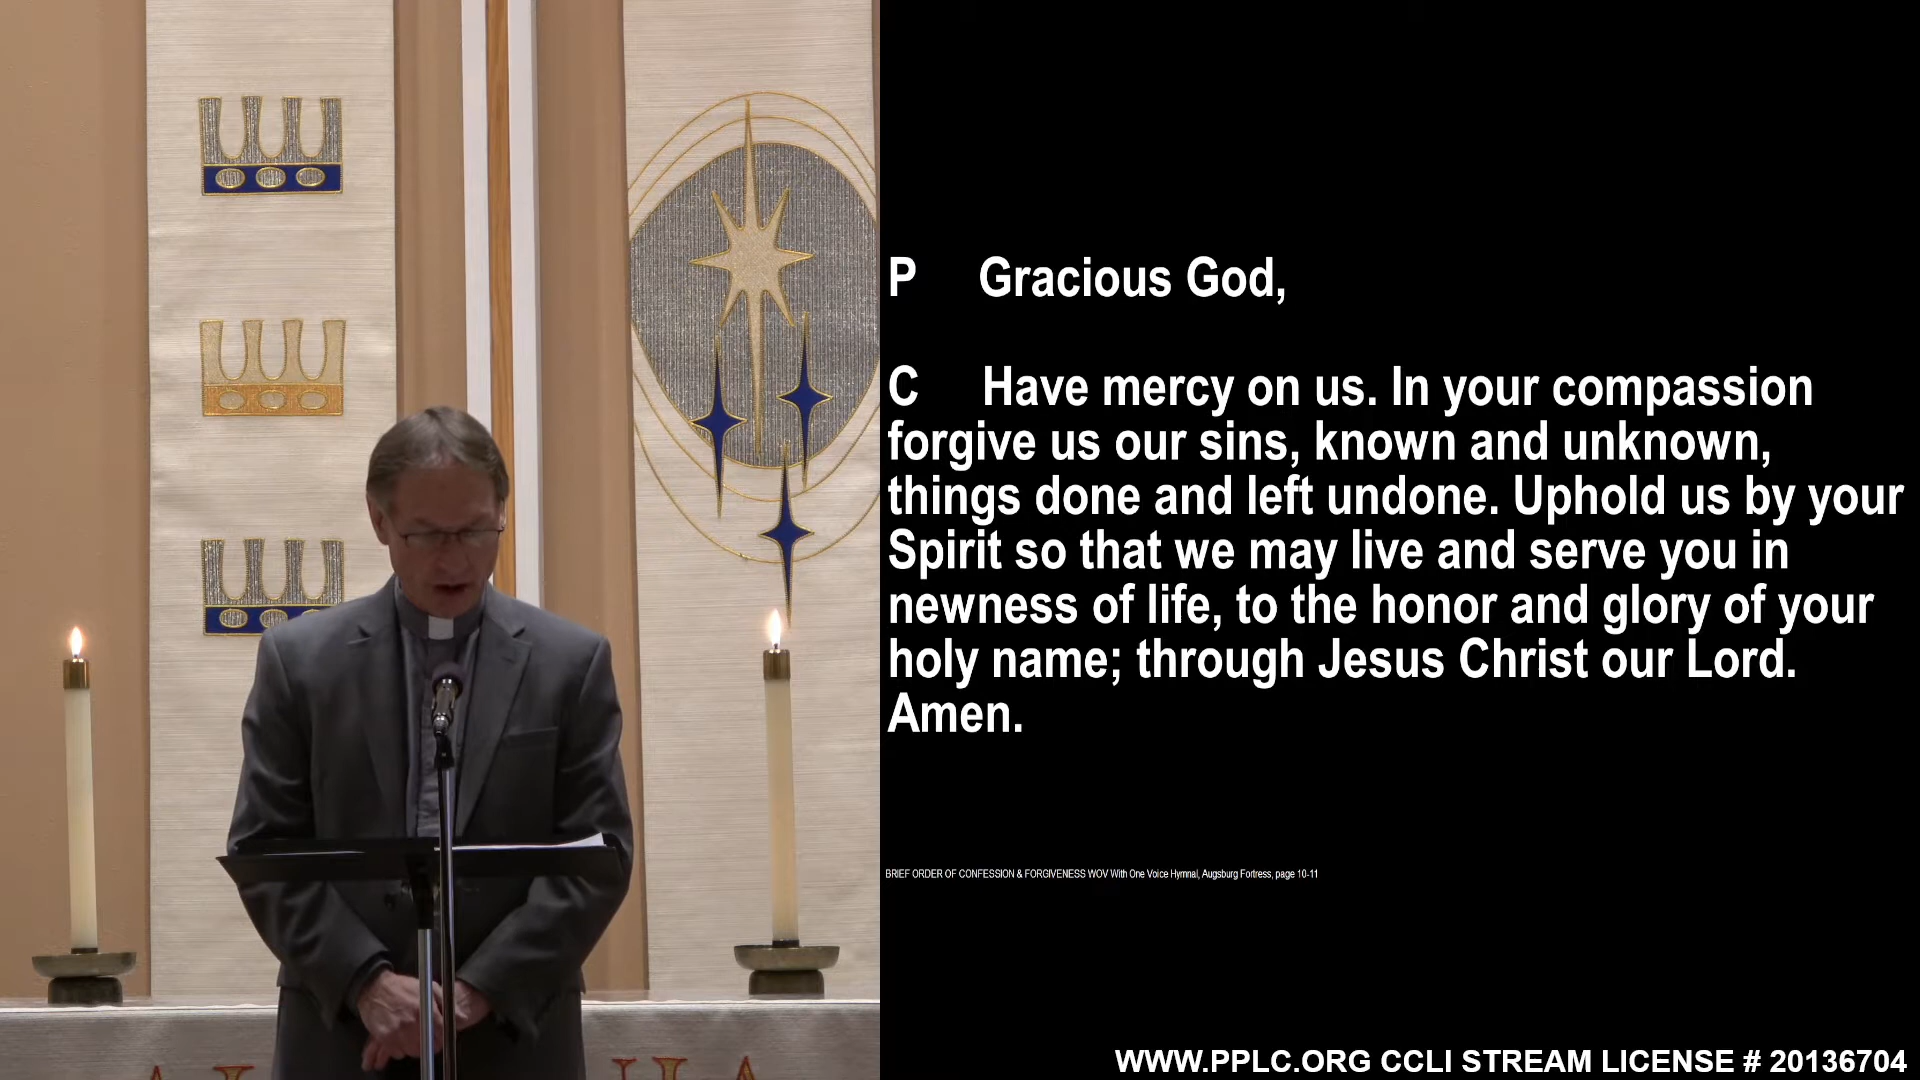 P Gracious God,
C Have mercy on us. In your compassion
forgive us our sins, known and unknown,
things done and left undone. Uphold us by your
Spirit so that we may live and serve you in
newness of life, to the honor and glory of your
holy name; through Jesus Christ our Lord.
Amen.
BRIEF ORDER OF CONFESSION & FORGIVENESS WOV With One Voice Hymnal, Augsburg Fortress, page 10-11
WWW.PPLC.ORG CCLI STREAM LICENSE # 20136704